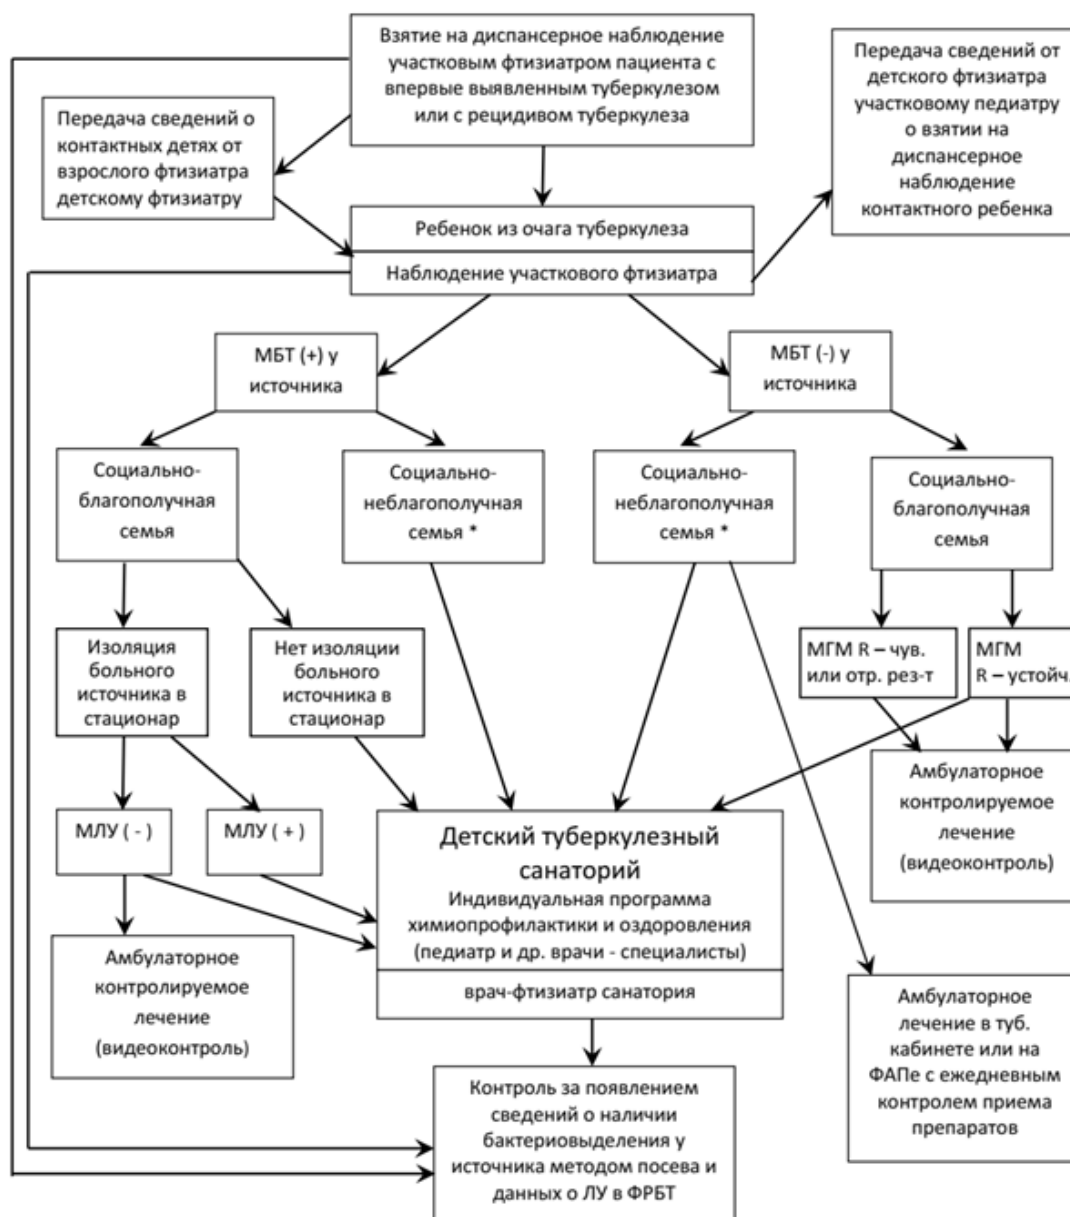 Взятие на диспансерное наблюдение
участковым фтизиатром пациента с
впервые выявленным туберкулезом
или с рецидивом туберкулеза
Передача сведений от
детского фтизиатра
участковому педиатру
о взятии на
диспансерное
наблюдение
контактного ребенка
Передача сведений о
контактных детях от
взрослого фтизиатра
детскому фтизиатру
Ребенок из очага туберкулеза
Наблюдение участкового фтизиатра
МБТ (+) у
источника
МБТ (-) у
источника
Социально-
благополучная
семья
Социально-
неблагополучная
семья *
Социально-
неблагополучная
семья *
Социально-
благополучная
семья
Изоляция
больного
источника в
стационар
Нет изоляции
больного
источника в
стационар
МГМ R – чув.
или отр. рез-т
МГМ
R – устойч.
МЛУ ( - )
МЛУ ( + )
Детский туберкулезный
санаторий
Индивидуальная программа
химиопрофилактики и оздоровления
(педиатр и др. врачи - специалисты)
врач-фтизиатр санатория
Амбулаторное
контролируемое
лечение
(видеоконтроль)
Амбулаторное
контролируемое
лечение
(видеоконтроль)
Амбулаторное
лечение в туб.
кабинете или на
ФАПе с ежедневным
контролем приема
препаратов
Контроль за появлением
сведений о наличии
бактериовыделения у
источника методом посева и
данных о ЛУ в ФРБТ